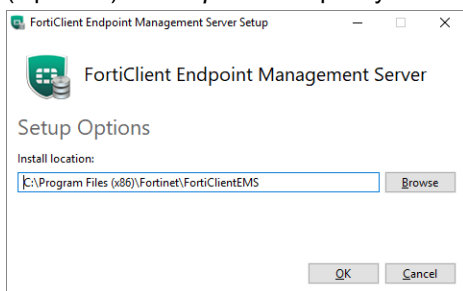 FortiClient Endpoint Management Server Setup
FortiClient Endpoint Management Server
Setup Options
Install location:
C:\Program Files (x86)\Fortinet\FortiClientEMS
Browse
OK
Cancel